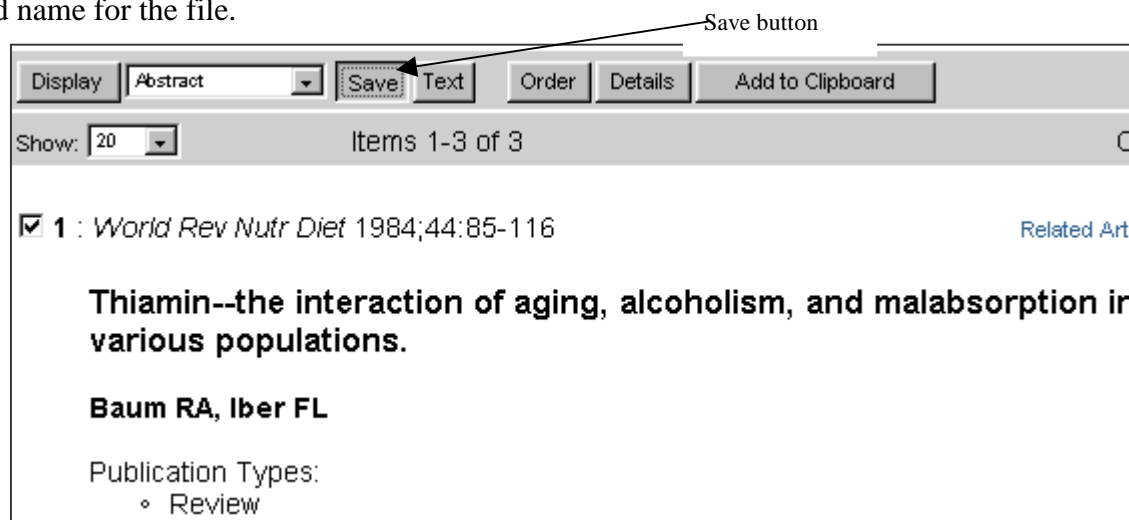 d name for the file.
Save button
Display Abstract Save Text Order Details Add to Clipboard
Show: 20 Items 1-3 of 3
1 : World Rev Nutr Diet 1984;44:85-116 Related Art
Thiamin--the interaction of aging, alcoholism, and malabsorption in
various populations.
Baum RA, Iber FL
Publication Types:
◦ Review